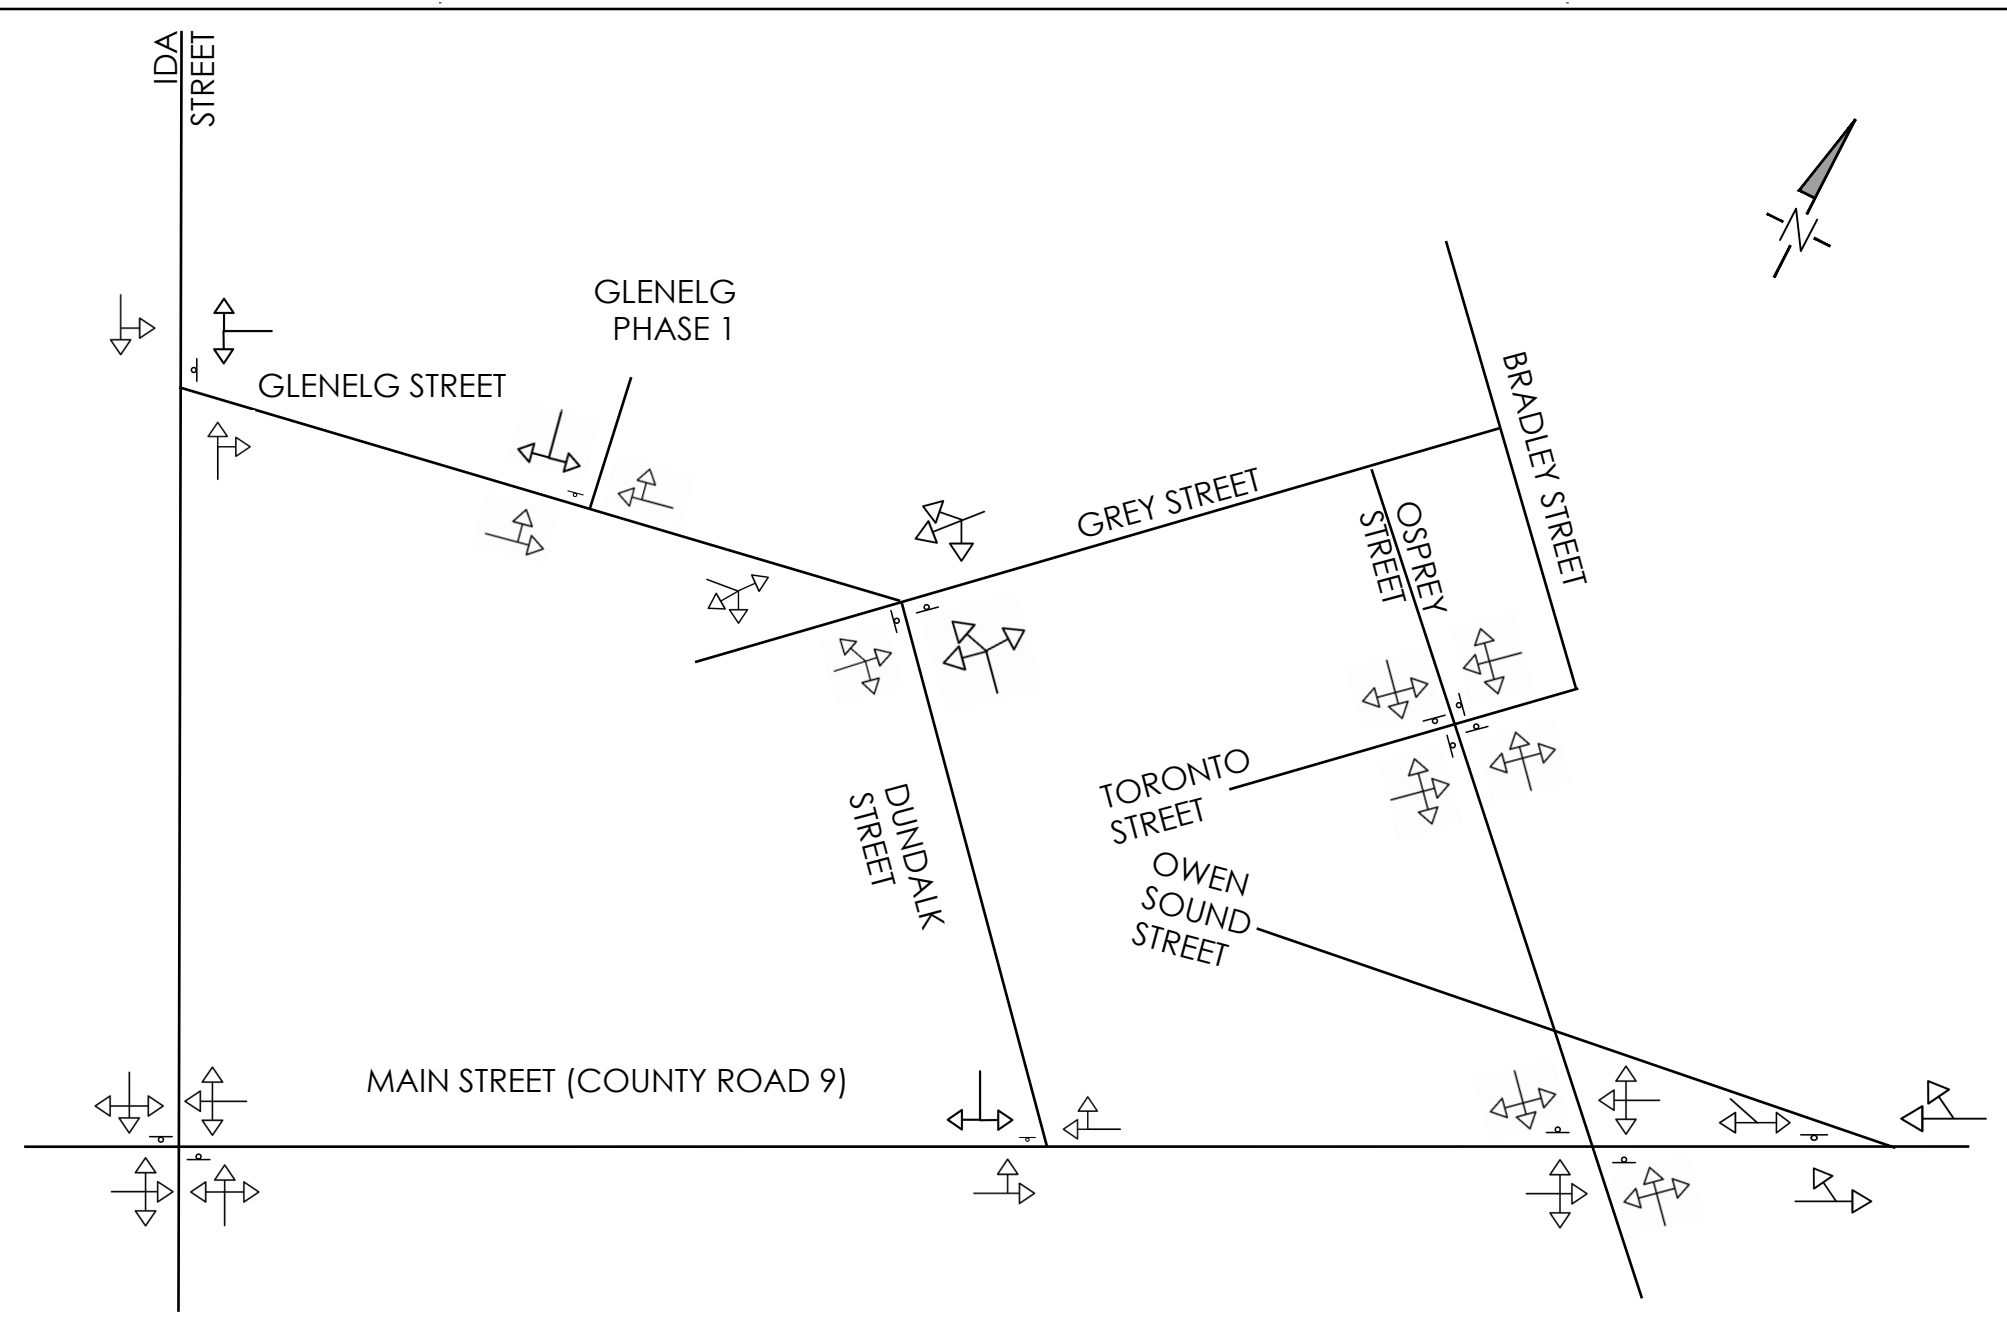 IDA
STREET
GLENELG
PHASE 1
GLENELG STREET
N
GREY STREET
BRADLEY STREET
OSPREY
STREET
TORONTO
STREET
DUNDALK
STREET
OWEN
SOUND
STREET
MAIN STREET (COUNTY ROAD 9)